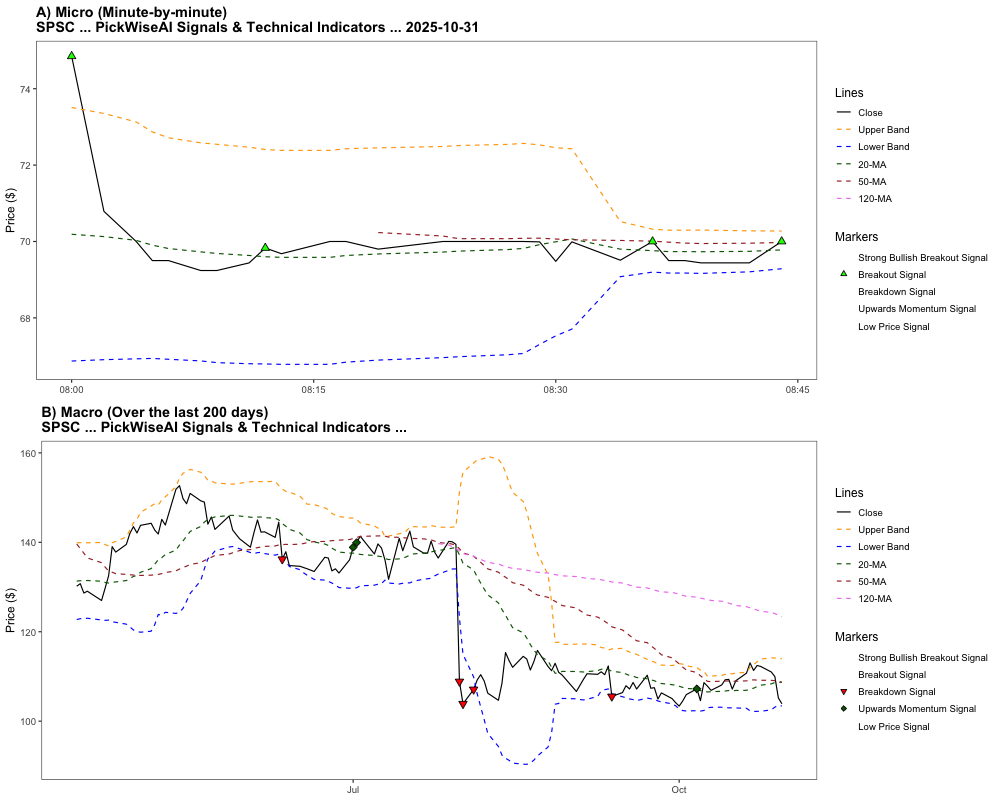 A) Micro (Minute-by-minute)
SPSC ... PickWiseAI Signals & Technical Indicators ... 2025-10-31
Price ($)
74
72
70
68
08:00
08:15
08:30
08:45
Lines
Close
Upper Band
Lower Band
20-MA
50-MA
120-MA
Markers
Strong Bullish Breakout Signal
Breakout Signal
Breakdown Signal
Upwards Momentum Signal
Low Price Signal
B) Macro (Over the last 200 days)
SPSC ... PickWiseAI Signals & Technical Indicators ...
Price ($)
160
140
120
100
Jul
Oct
Lines
Close
Upper Band
Lower Band
20-MA
50-MA
120-MA
Markers
Strong Bullish Breakout Signal
Breakout Signal
Breakdown Signal
Upwards Momentum Signal
Low Price Signal